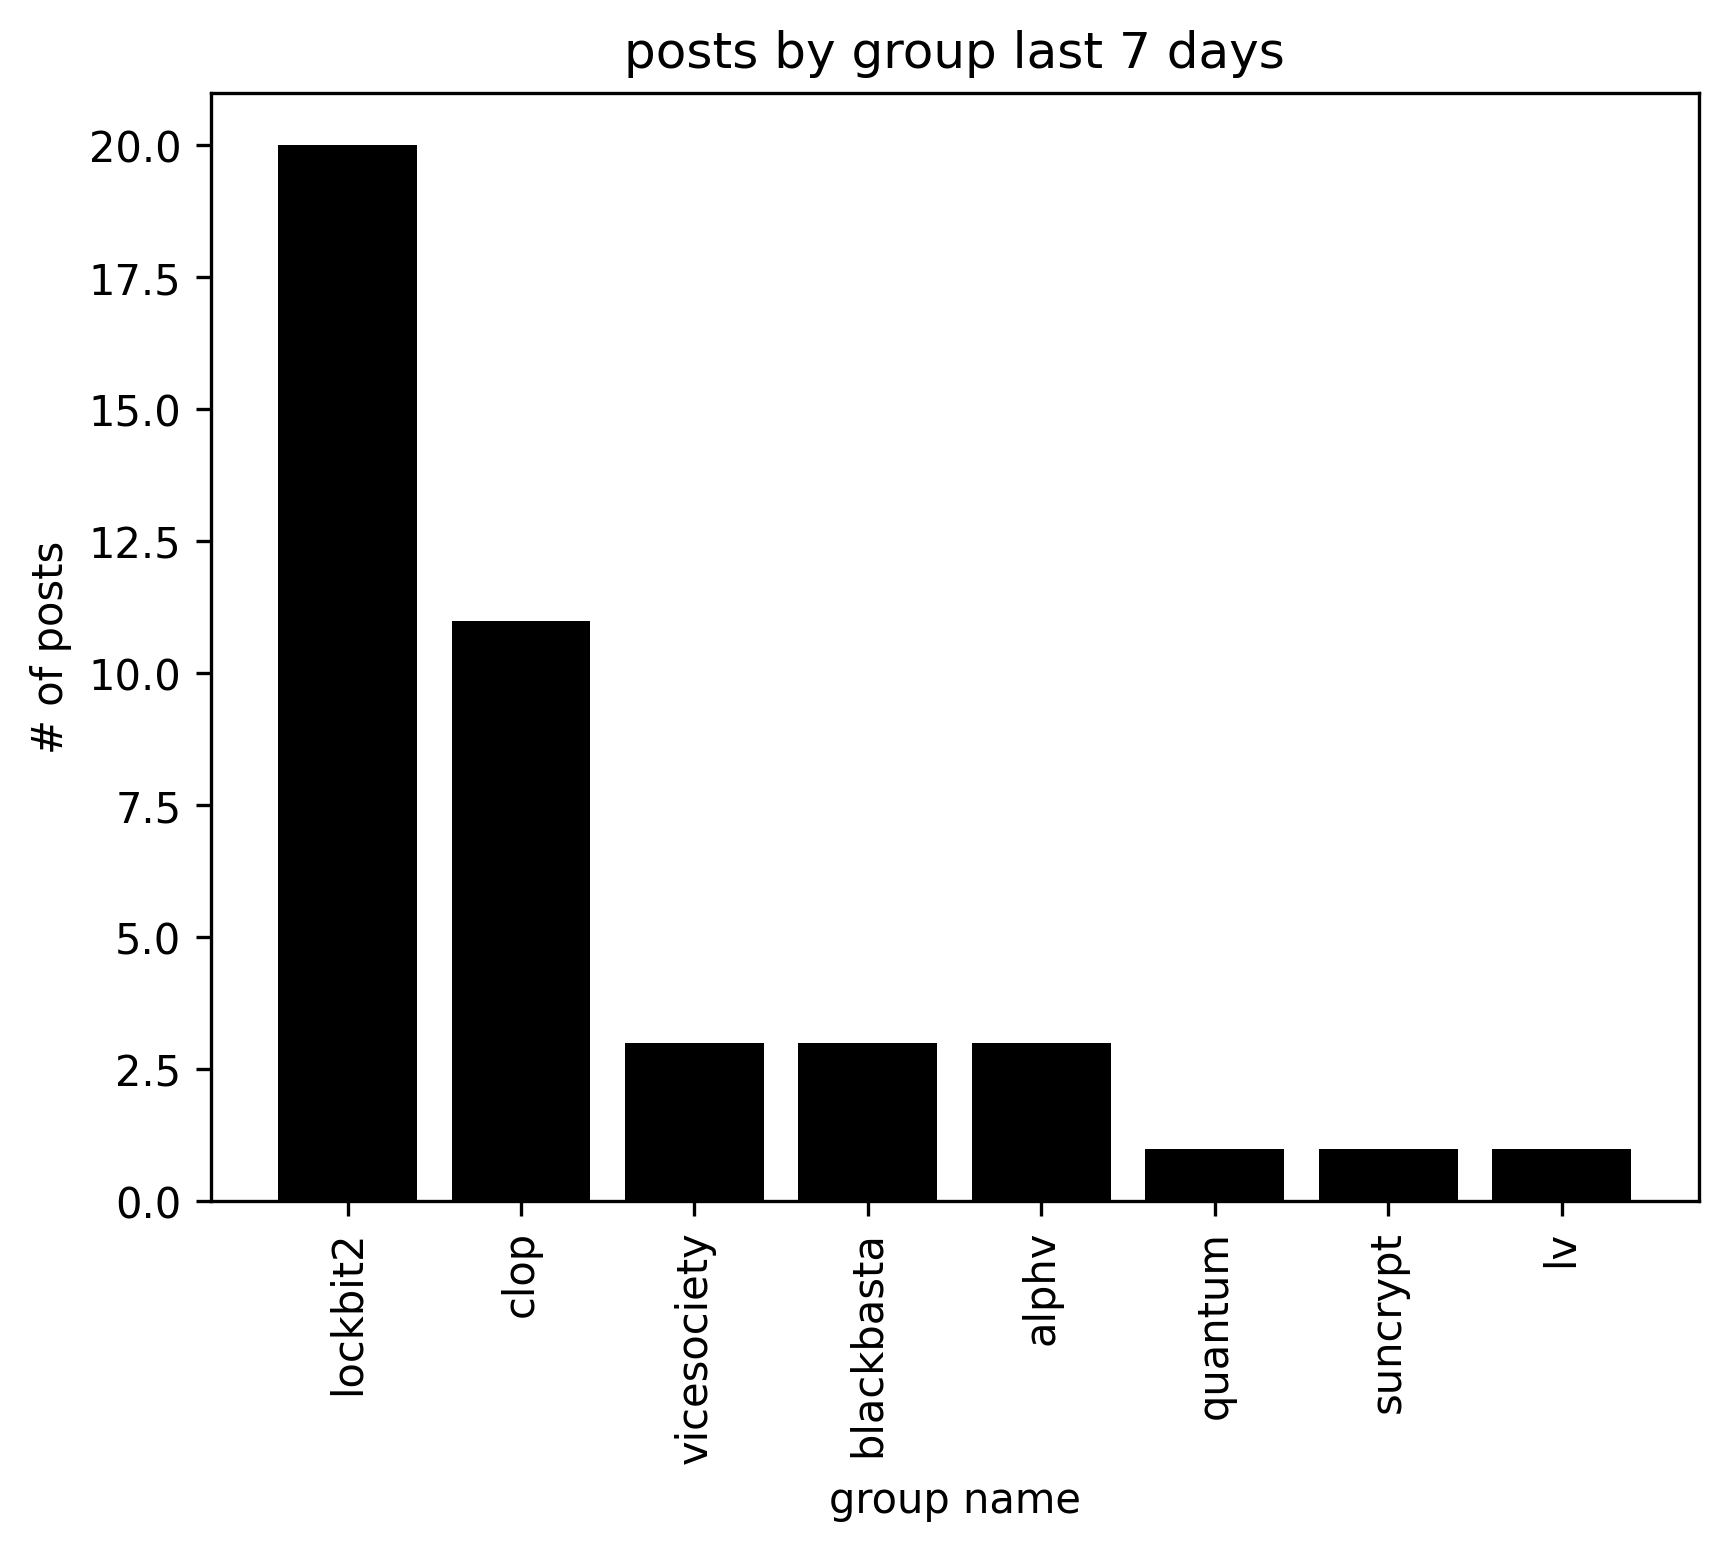 posts by group last 7 days
# of posts
20.0
17.5
15.0
12.5
10.0
7.5
5.0
2.5
0.0
lockbit2
clop
vicesociety
blackbasta
alphv
quantum
suncrypt
lv
group name